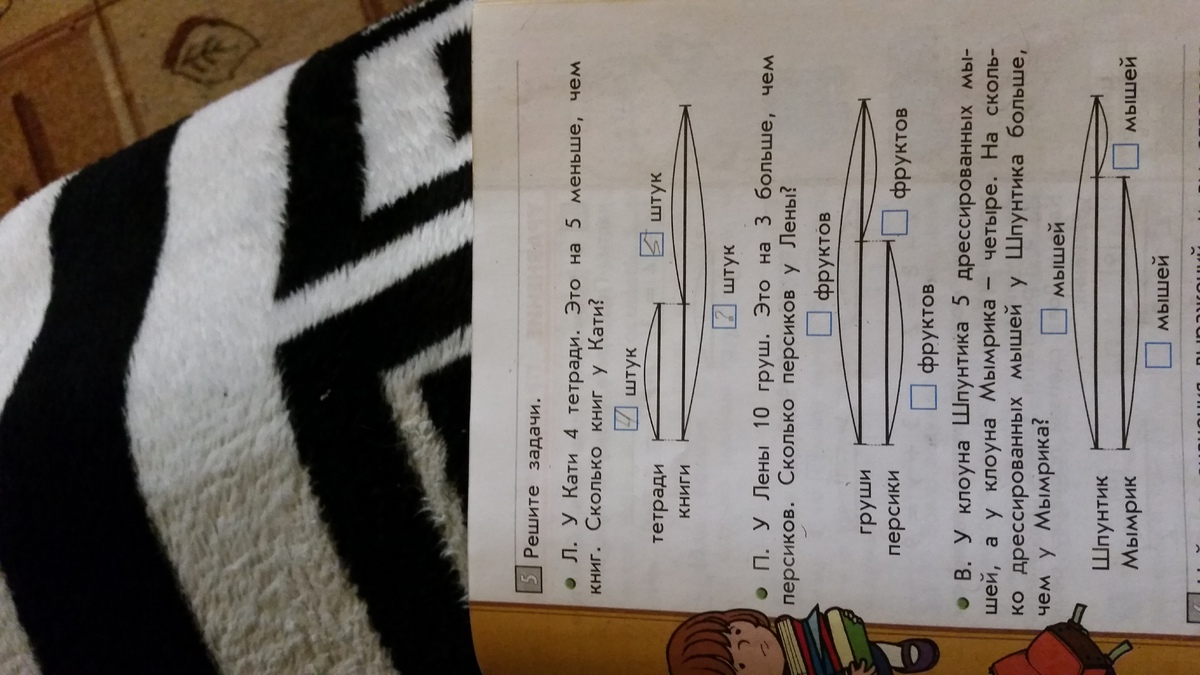 5 Решите задачи.
• Л. У Кати 4 тетради. Это на 5 меньше, чем
книг. Сколько книг у Кати?
4 штук
5 штук
тетради
книги
? штук
• П. У Лены 10 груш. Это на 3 больше, чем
персиков. Сколько персиков у Лены?
фруктов
груши
персики
фруктов
фруктов
• В. У клоуна Шпунтика 5 дрессированных мы-
шей, а у клоуна Мымрика – четыре. На сколь-
ко дрессированных мышей у Шпунтика больше,
чем у Мымрика?
мышей
Шпунтик
Мымрик
мышей
мышей